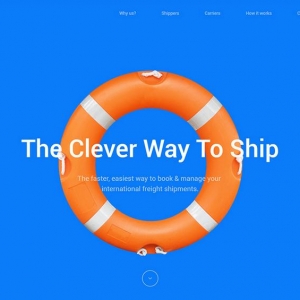 Why us?
Shippers
Carriers
How it works
The Clever Way To Ship
The faster, easiest way to book & manage your
international freight shipments.